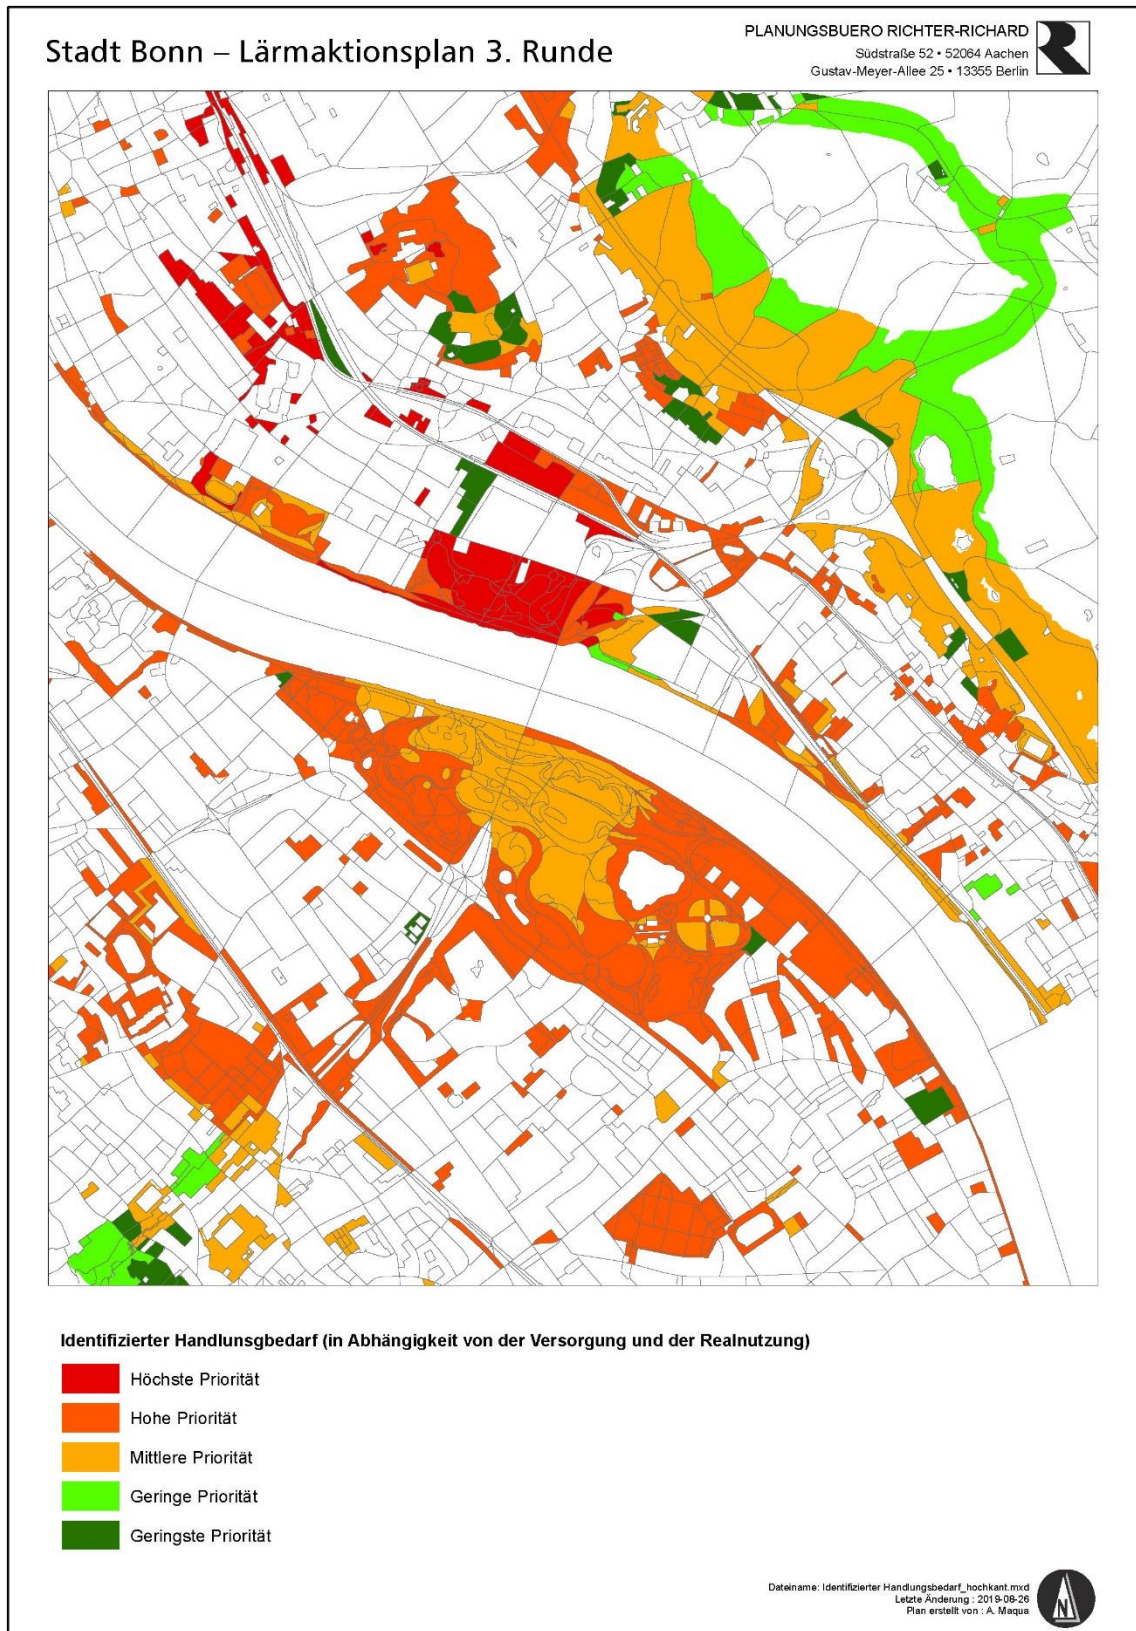 Stadt Bonn – Lärmaktionsplan 3. Runde
PLANUNGSBUERO RICHTER-RICHARD
Südstraße 52 • 52064 Aachen
Gustav-Meyer-Allee 25 • 13355 Berlin
Identifizierter Handlunsgbedarf (in Abhängigkeit von der Versorgung und der Realnutzung)
Höchste Priorität
Hohe Priorität
Mittlere Priorität
Geringe Priorität
Geringste Priorität
Dateiname: Identifizierter Handlungsbedarf_hochkant.mxd
Letzte Änderung : 2019-08-26
Plan erstellt von : A. Maqua
N